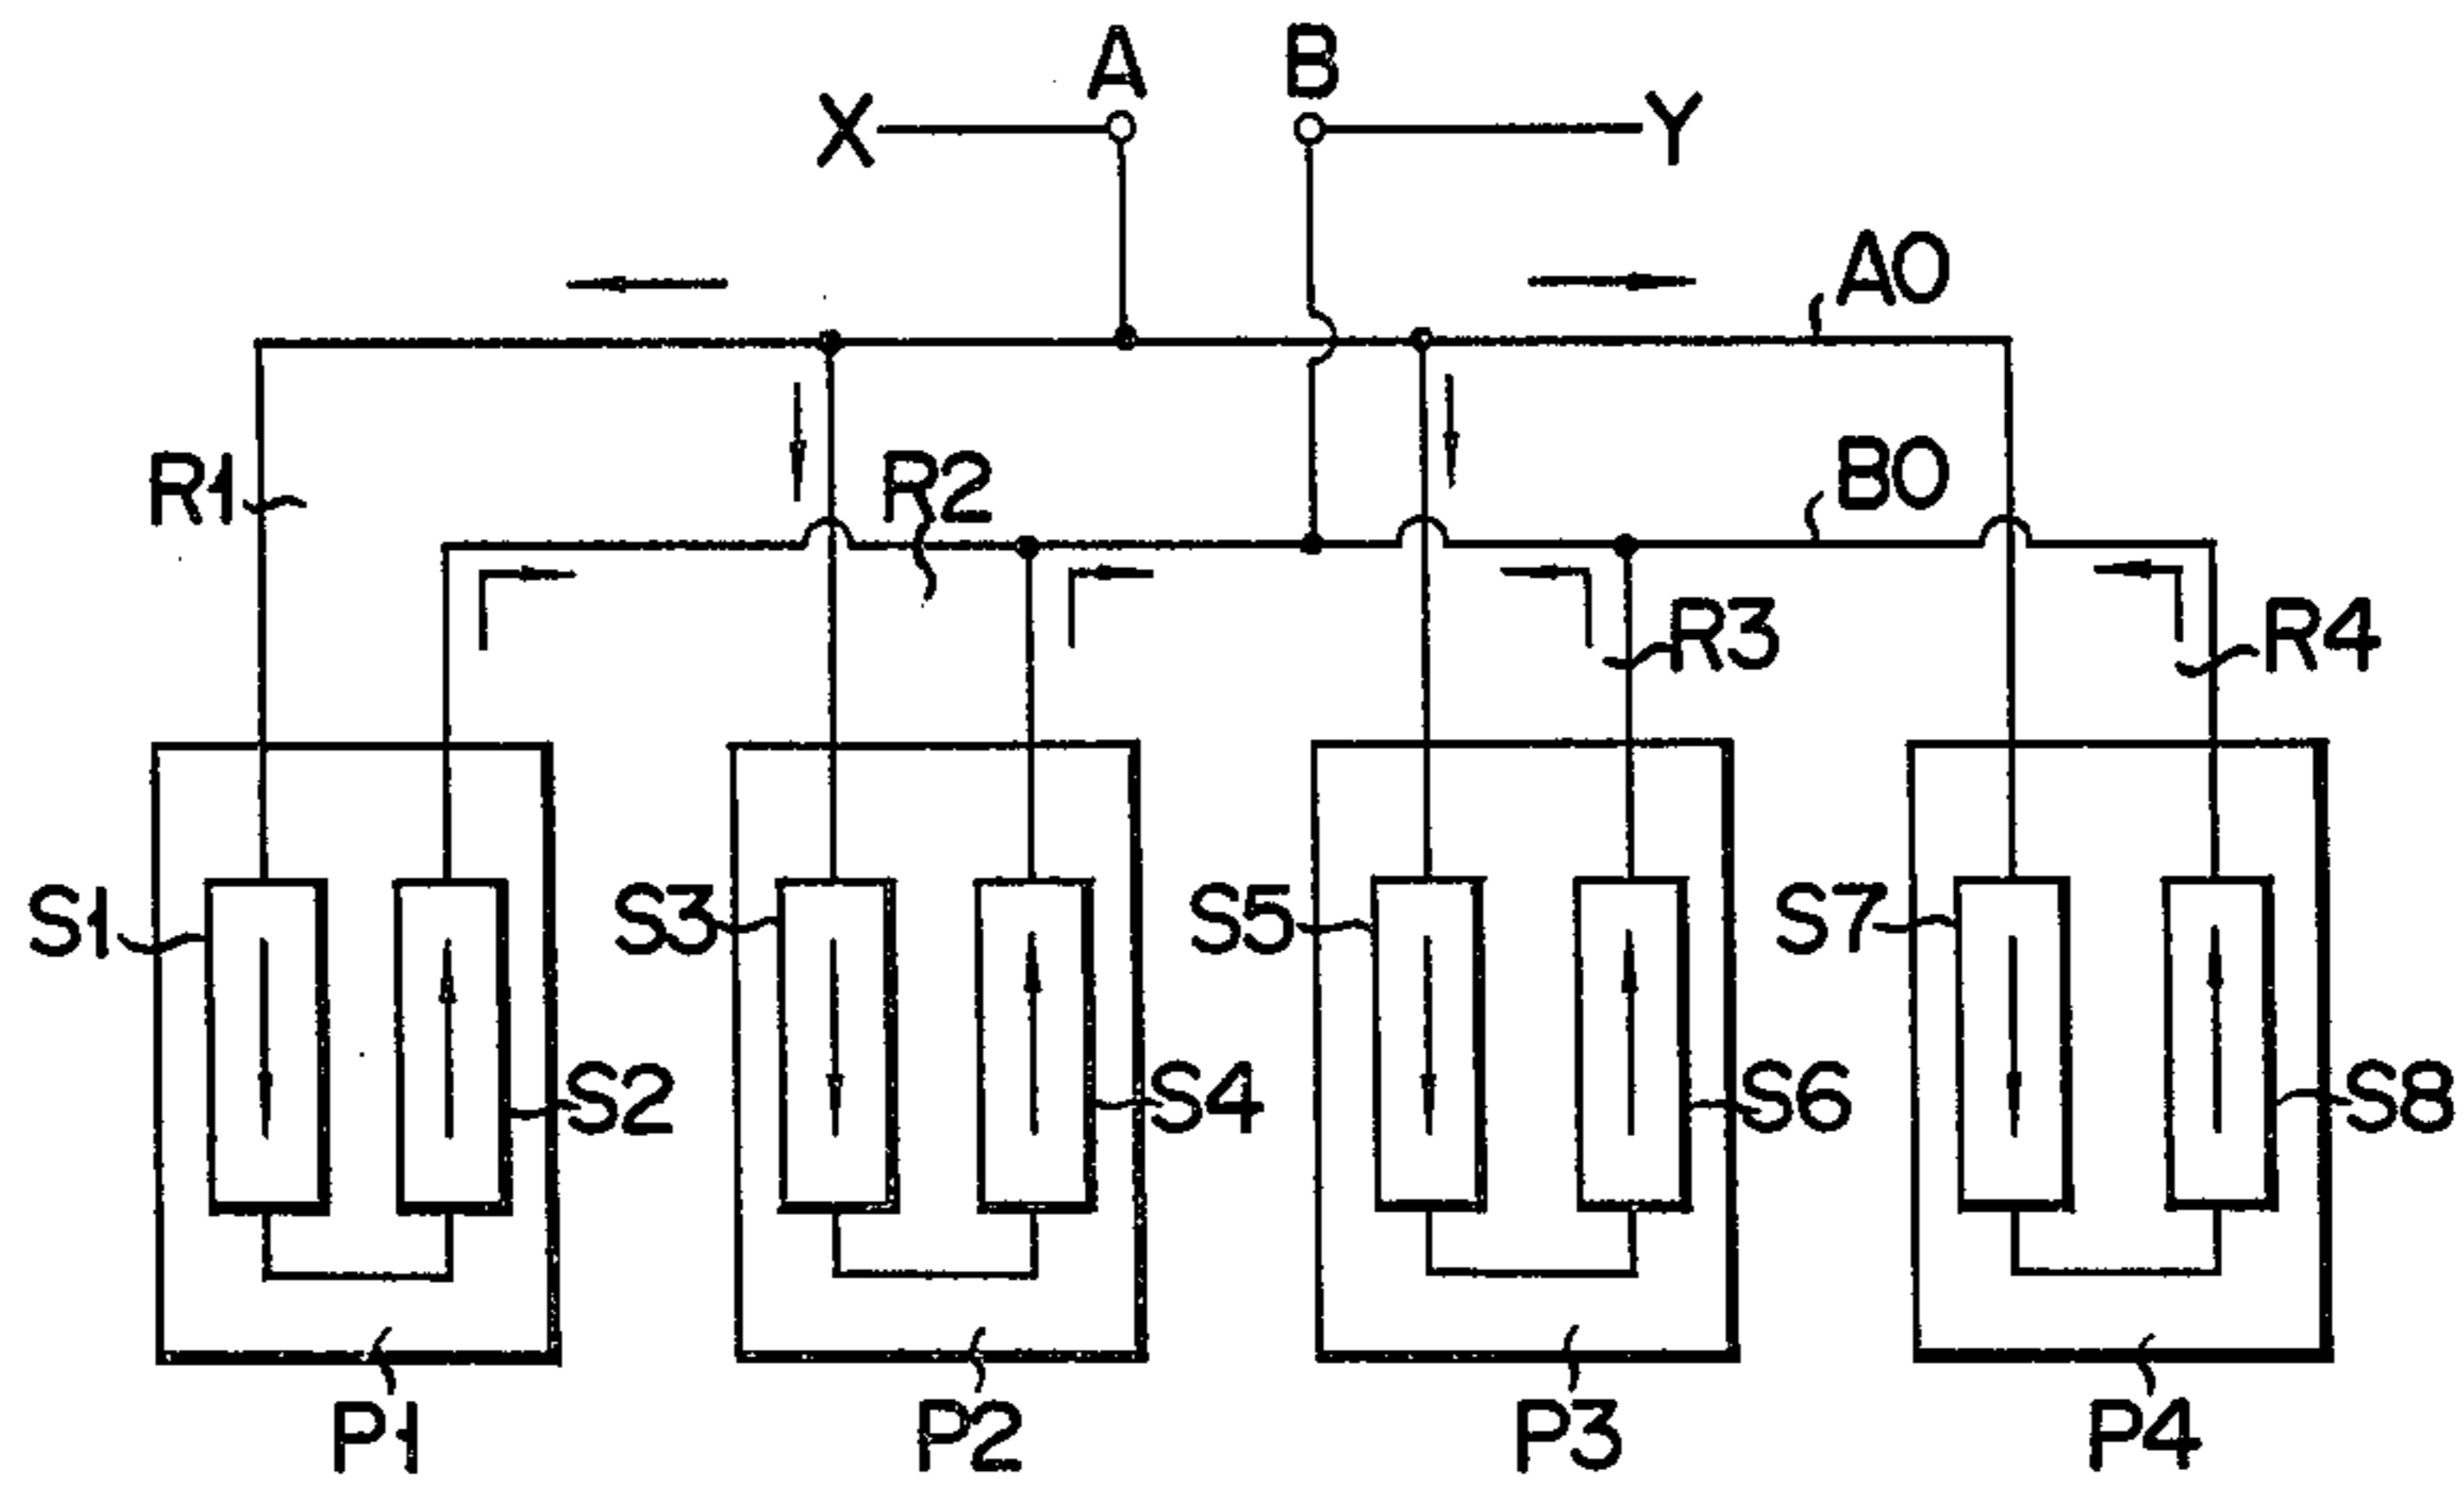 A B
X Y
A0
R1 R2 B0
R3 R4
S1 S3 S5 S7
S2 S4 S6 S8
P1 P2 P3 P4